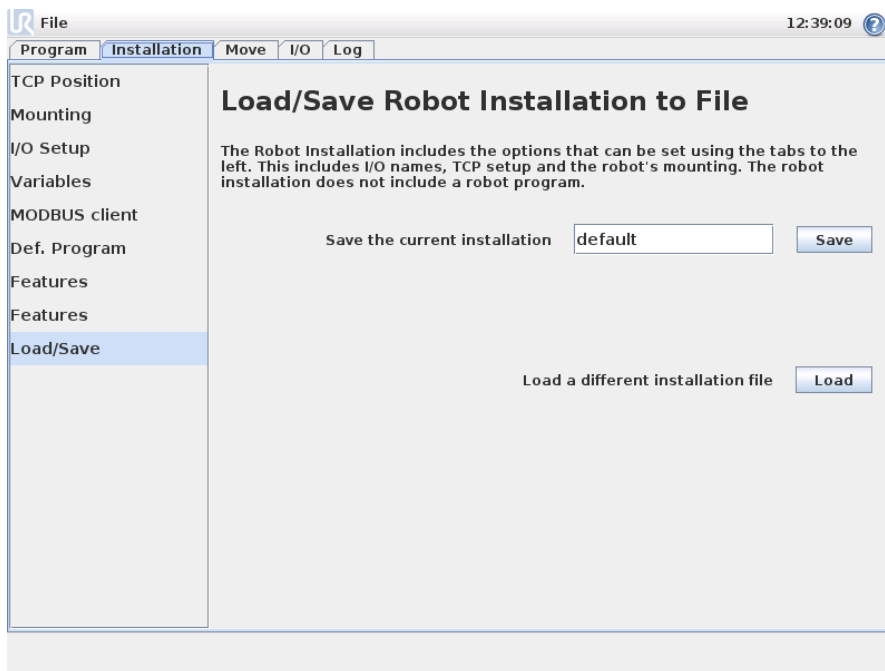 UR File 12:39:09 ?
Program Installation Move I/O Log
TCP Position
Mounting
I/O Setup
Variables
MODBUS client
Def. Program
Features
Features
Load/Save
Load/Save Robot Installation to File
The Robot Installation includes the options that can be set using the tabs to the
left. This includes I/O names, TCP setup and the robot's mounting. The robot
installation does not include a robot program.
Save the current installation default Save
Load a different installation file Load